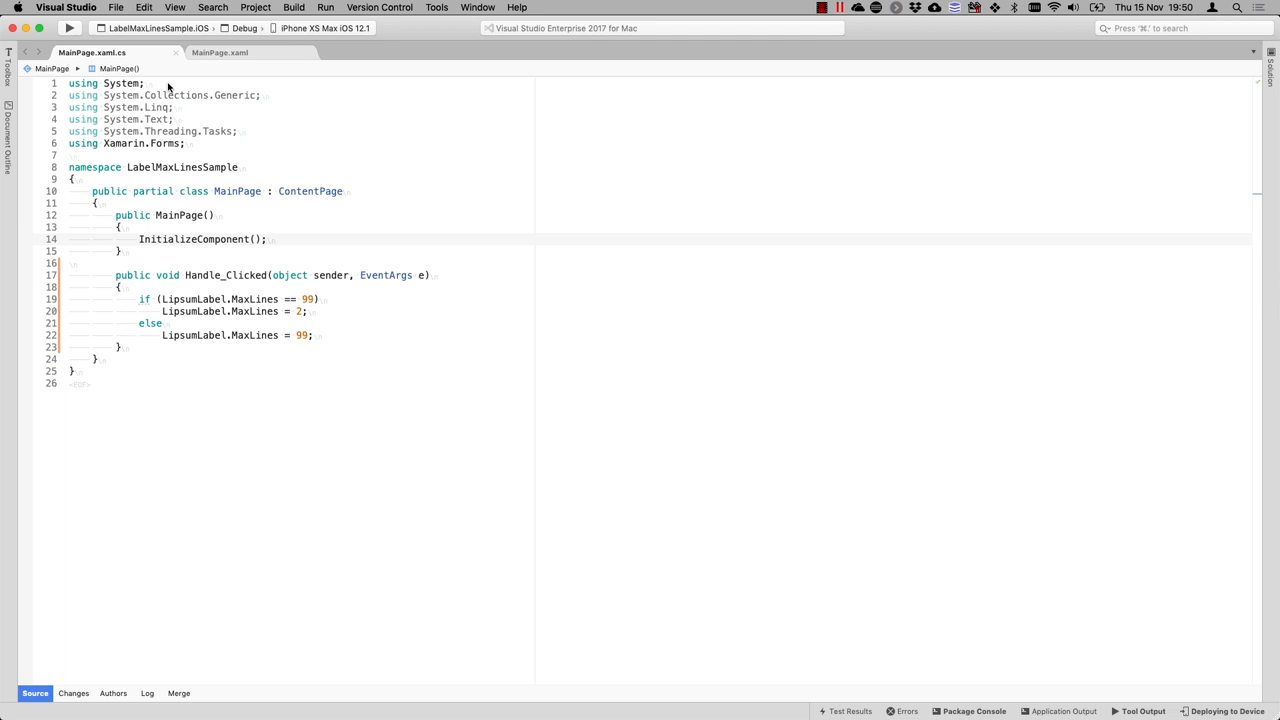 Visual Studio File Edit View Search Project Build Run Version Control Tools Window Help Thu 15 Nov 19:50
LabelMaxLinesSample.iOS > Debug > iPhone XS Max iOS 12.1 Visual Studio Enterprise 2017 for Mac Press '⌘.' to search
MainPage.xaml.cs MainPage.xaml
MainPage MainPage()
Toolbox
Document Outline
Solution
1 using System;
2 using System.Collections.Generic;
3 using System.Linq;
4 using System.Text;
5 using System.Threading.Tasks;
6 using Xamarin.Forms;
7
8 namespace LabelMaxLinesSample
9 {
10 public partial class MainPage : ContentPage
11 {
12 public MainPage()
13 {
14 InitializeComponent();
15 }
16
17 public void Handle_Clicked(object sender, EventArgs e)
18 {
19 if (LipsumLabel.MaxLines == 99)
20 LipsumLabel.MaxLines = 2;
21 else
22 LipsumLabel.MaxLines = 99;
23 }
24 }
25 }
26 <EOF>
Source Changes Authors Log Merge
Test Results Errors Package Console Application Output Tool Output Deploying to Device